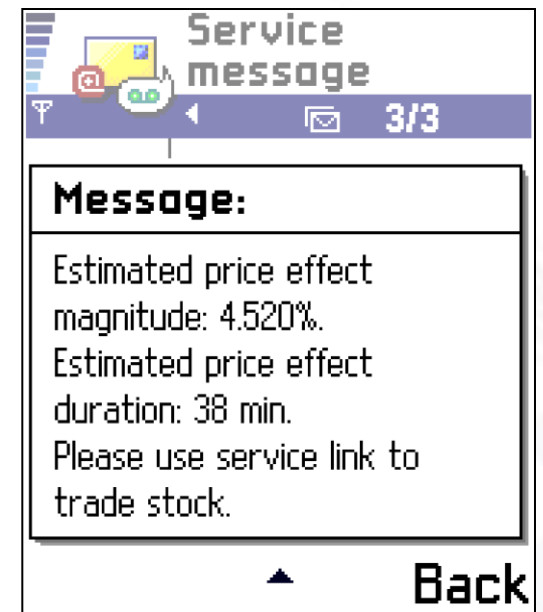 Service
message
3/3
Message:
Estimated price effect
magnitude: 4.520%.
Estimated price effect
duration: 38 min.
Please use service link to
trade stock.
Back